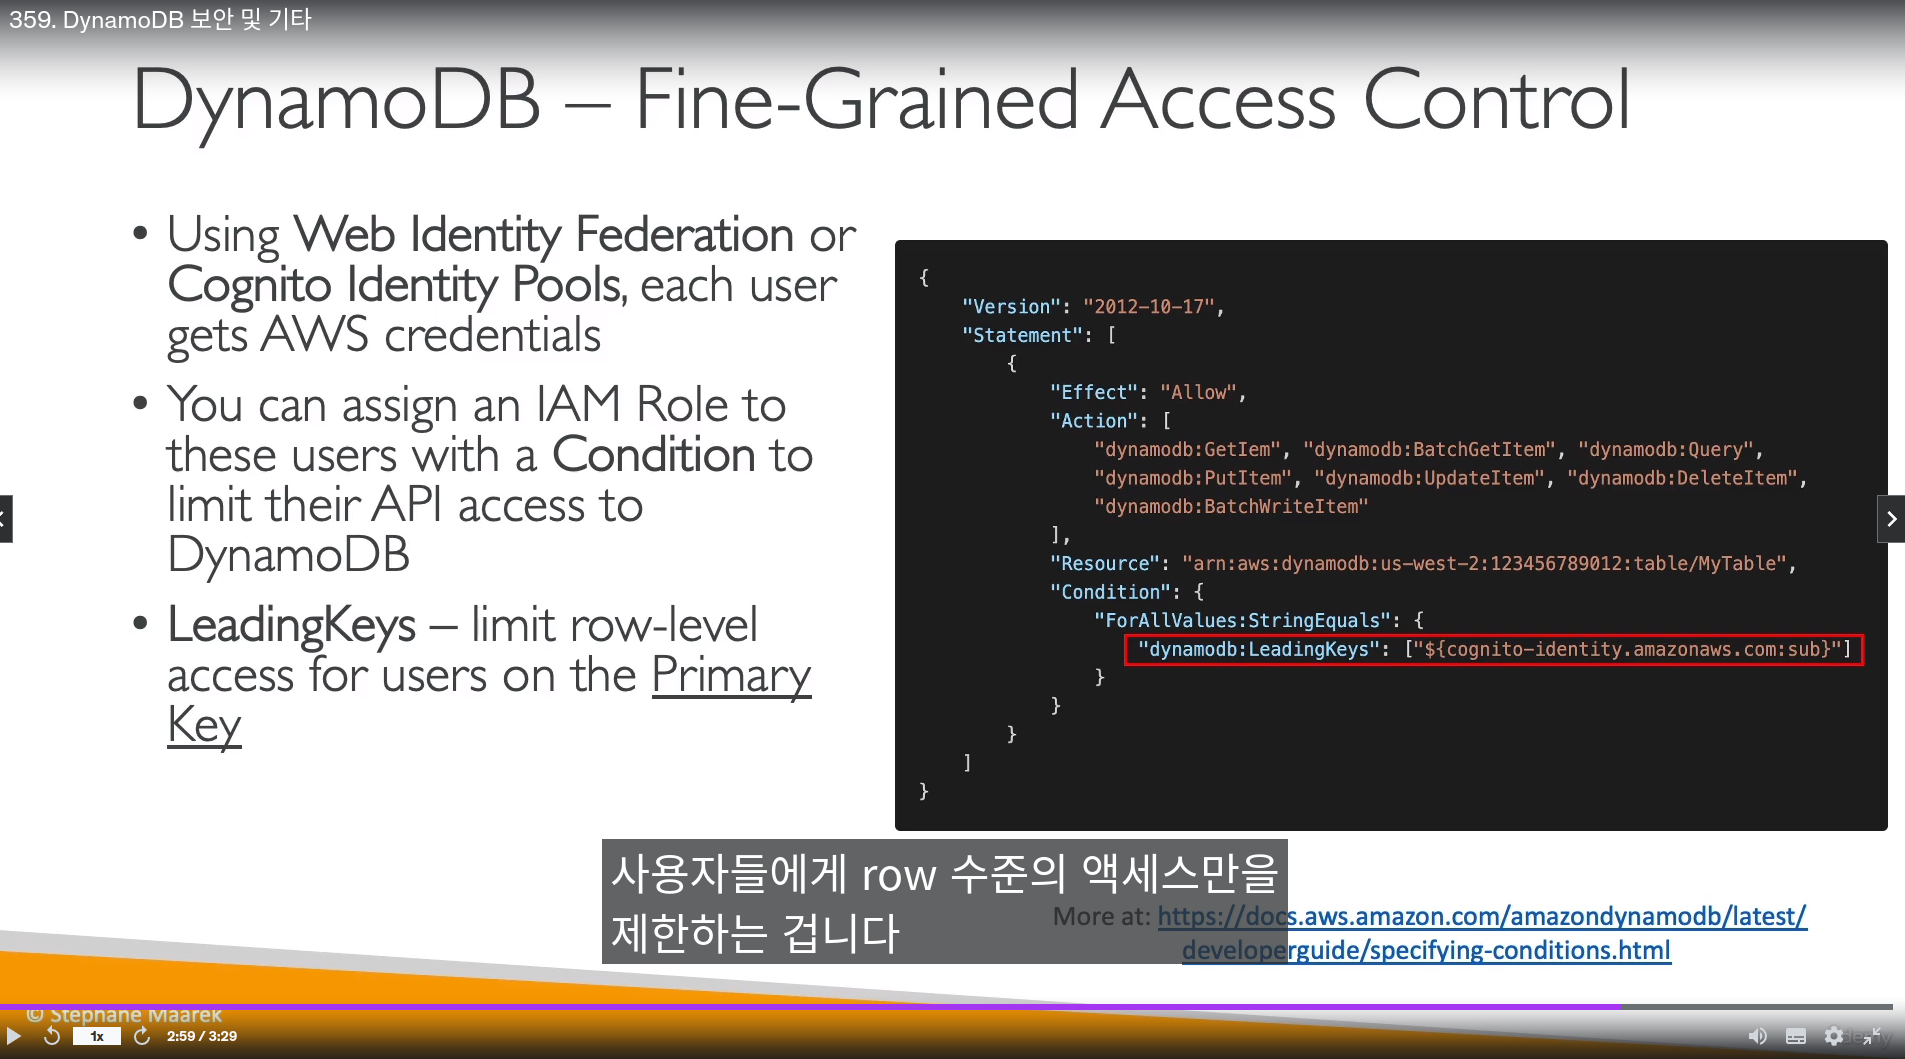 359. DynamoDB 보안 및 기타
DynamoDB – Fine-Grained Access Control
• Using Web Identity Federation or
Cognito Identity Pools, each user
gets AWS credentials
• You can assign an IAM Role to
these users with a Condition to
limit their API access to
DynamoDB
• LeadingKeys – limit row-level
access for users on the Primary
Key
{
"Version": "2012-10-17",
"Statement": [
{
"Effect": "Allow",
"Action": [
"dynamodb:GetIem", "dynamodb:BatchGetItem", "dynamodb:Query",
"dynamodb:PutItem", "dynamodb:UpdateItem", "dynamodb:DeleteItem",
"dynamodb:BatchWriteItem"
],
"Resource": "arn:aws:dynamodb:us-west-2:123456789012:table/MyTable",
"Condition": {
"ForAllValues:StringEquals": {
"dynamodb:LeadingKeys": ["${cognito-identity.amazonaws.com:sub}"]
}
}
}
]
}
사용자들에게 row 수준의 액세스만을
제한하는 겁니다
More at: https://docs.aws.amazon.com/amazondynamodb/latest/
developerguide/specifying-conditions.html
© Stephane Maarek
1x
2:59 / 3:29